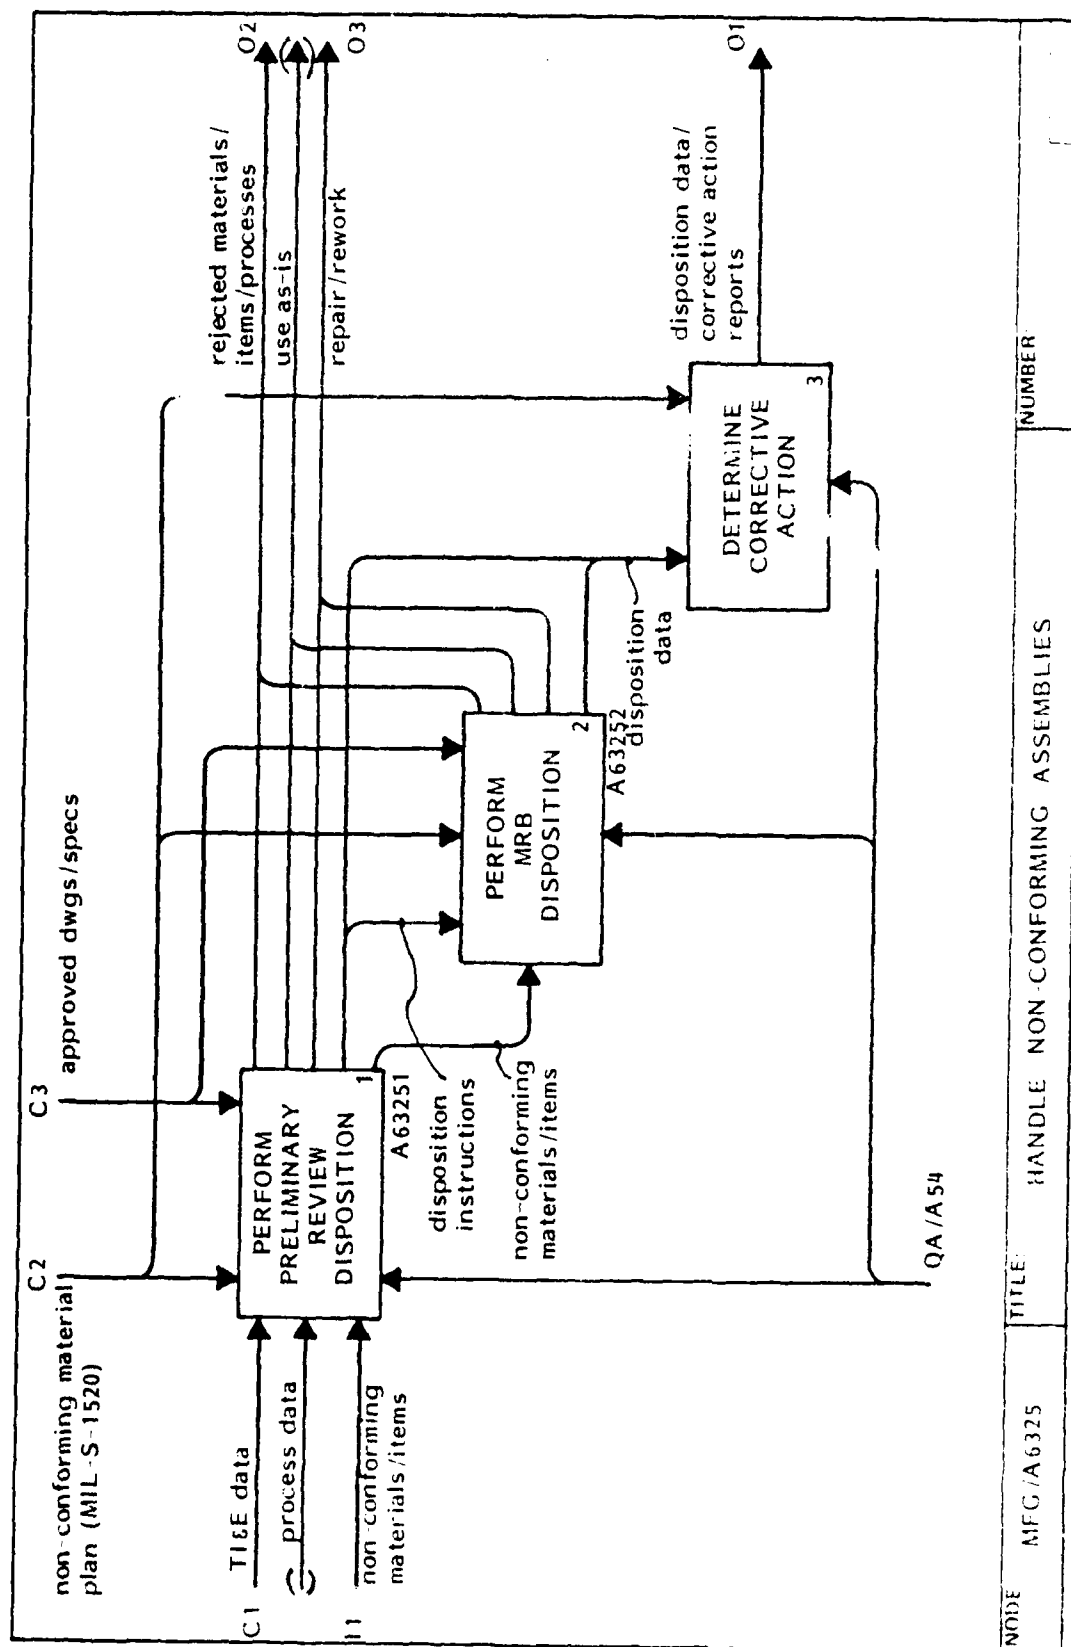 C2
non-conforming material
plan (MIL-S-1520)
C3
approved dwgs/specs
C1
TI&E data
process data
I1
non-conforming
materials/items
PERFORM
PRELIMINARY
REVIEW
DISPOSITION
1
A63251
disposition
instructions
non-conforming
materials/items
PERFORM
MRB
DISPOSITION
2
A63252
disposition
data
DETERMINE
CORRECTIVE
ACTION
3
rejected materials/
items/processes
use as-is
repair/rework
O2
O3
disposition data/
corrective action
reports
O1
QA/A54
NODE
MFG/A6325
TITLE:
HANDLE NON-CONFORMING ASSEMBLIES
NUMBER: